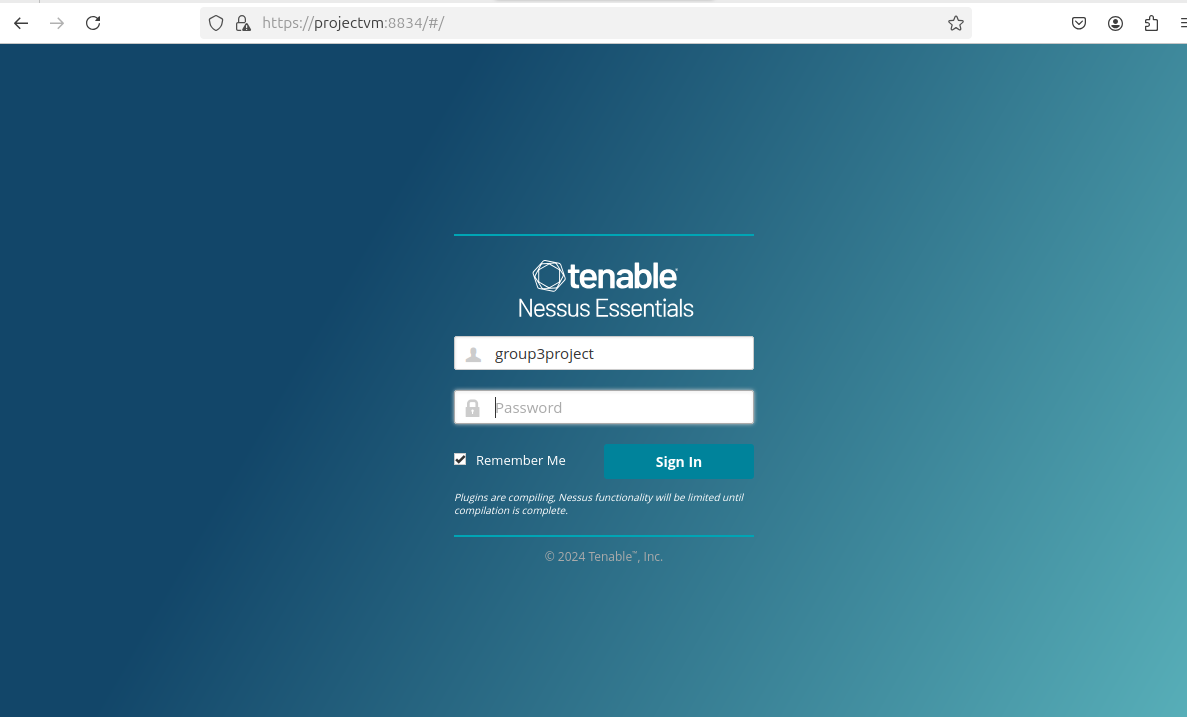 https://projectvm:8834/#/
tenable
Nessus Essentials
group3project
Password
Remember Me
Sign In
Plugins are compiling, Nessus functionality will be limited until
compilation is complete.
© 2024 Tenable™, Inc.